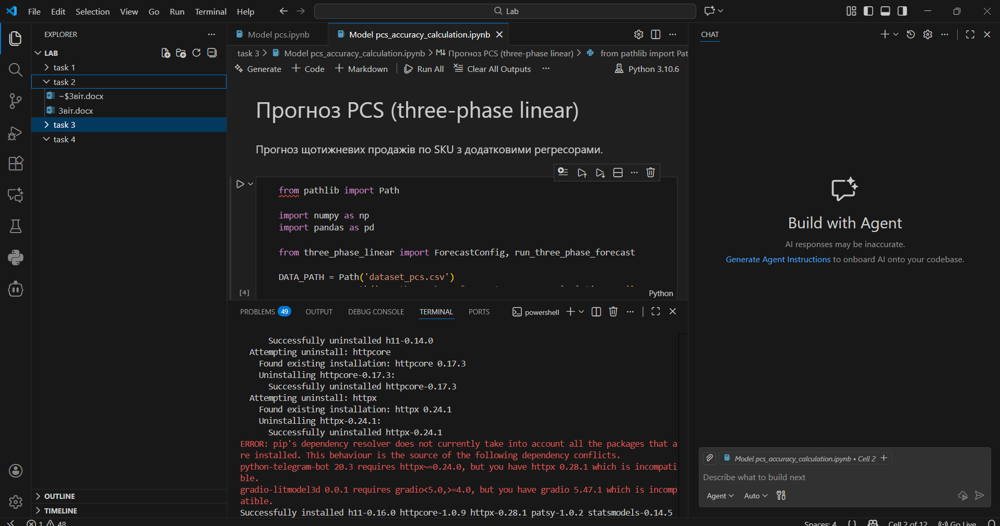 File Edit Selection View Go Run Terminal Help
Lab
EXPLORER
LAB
task 1
task 2
~$Звіт.docx
Звіт.docx
task 3
task 4
OUTLINE
TIMELINE
Model pcs.ipynb
Model pcs_accuracy_calculation.ipynb
task 3 > Model pcs_accuracy_calculation.ipynb > M↓ Прогноз PCS (three-phase linear) > from pathlib import Pat
Generate + Code + Markdown Run All Clear All Outputs ... Python 3.10.6
Прогноз PCS (three-phase linear)
Прогноз щотижневих продажів по SKU з додатковими регресорами.
from pathlib import Path
import numpy as np
import pandas as pd
from three_phase_linear import ForecastConfig, run_three_phase_forecast
DATA_PATH = Path('dataset_pcs.csv')
[4]
Python
PROBLEMS 49 OUTPUT DEBUG CONSOLE TERMINAL PORTS
powershell
Successfully uninstalled h11-0.14.0
Attempting uninstall: httpcore
Found existing installation: httpcore 0.17.3
Uninstalling httpcore-0.17.3:
Successfully uninstalled httpcore-0.17.3
Attempting uninstall: httpx
Found existing installation: httpx 0.24.1
Uninstalling httpx-0.24.1:
Successfully uninstalled httpx-0.24.1
ERROR: pip's dependency resolver does not currently take into account all the packages that a
re installed. This behaviour is the source of the following dependency conflicts.
python-telegram-bot 20.3 requires httpx~=0.24.0, but you have httpx 0.28.1 which is incompati
ble.
gradio-litmodel3d 0.0.1 requires gradio<5.0,>=4.0, but you have gradio 5.47.1 which is incomp
atible.
Successfully installed h11-0.16.0 httpcore-1.0.9 httpx-0.28.1 patsy-1.0.2 statsmodels-0.14.5
CHAT
Build with Agent
AI responses may be inaccurate.
Generate Agent Instructions to onboard AI onto your codebase.
Model pcs_accuracy_calculation.ipynb • Cell 2 +
Describe what to build next
Agent Auto
1 48
Spaces: 4 {} Cell 2 of 12 Go Live